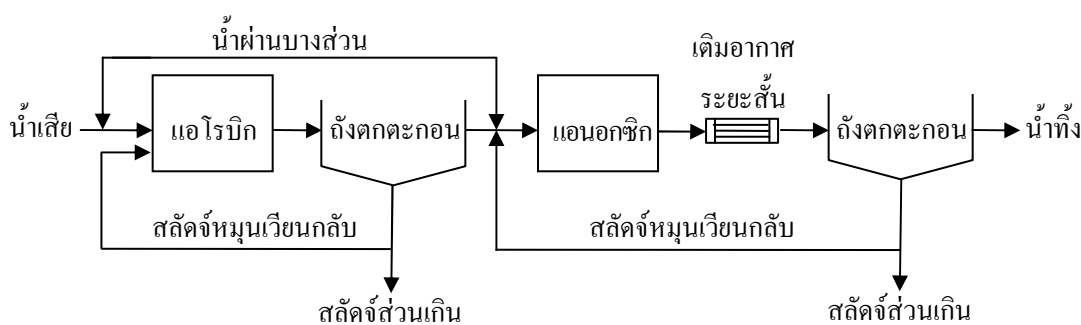 น้ำผ่านบางส่วน
เติมอากาศ
ระยะสั้น
น้ำเสีย
แอโรบิก
ถังตกตะกอน
แอนอกซิก
ถังตกตะกอน
น้ำทิ้ง
สลัดจ์หมุนเวียนกลับ
สลัดจ์หมุนเวียนกลับ
สลัดจ์ส่วนเกิน
สลัดจ์ส่วนเกิน